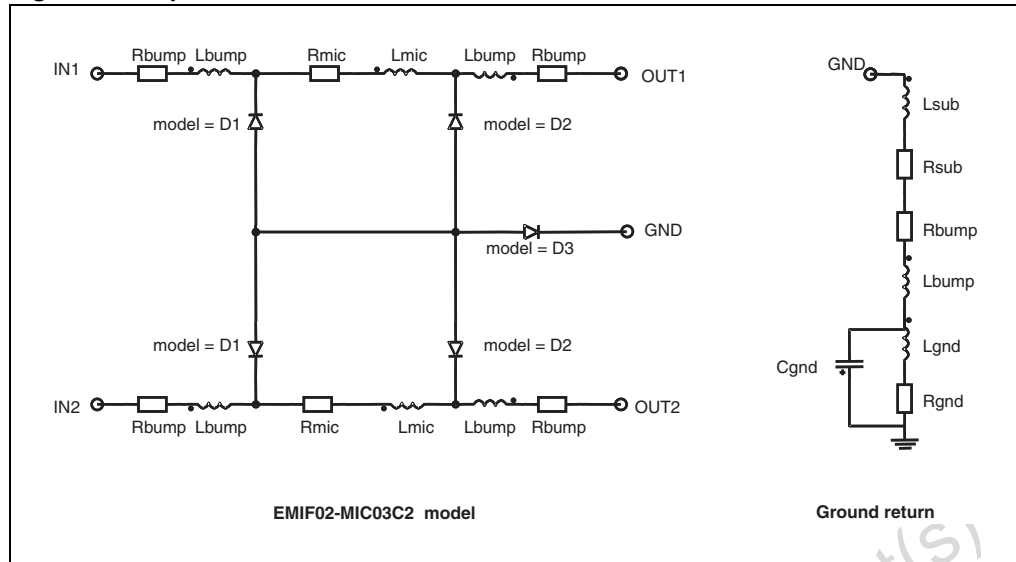 Rbump Lbump Rmic Lmic Lbump Rbump
IN1 OUT1
model = D1 model = D2
GND
model = D3
model = D1 model = D2
IN2 OUT2
Rbump Lbump Rmic Lmic Lbump Rbump
EMIF02-MIC03C2 model
GND
Lsub
Rsub
Rbump
Lbump
Lgnd
Cgnd
Rgnd
Ground return
t(s)